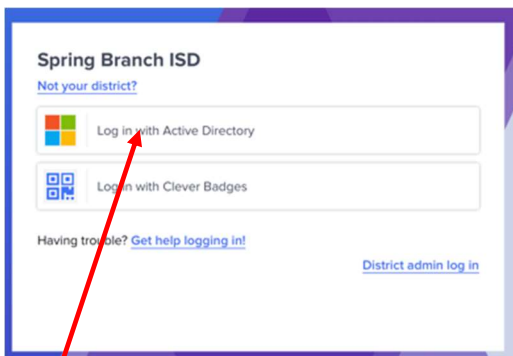 Spring Branch ISD
Not your district?
Log in with Active Directory
Log in with Clever Badges
Having trouble? Get help logging in!
District admin log in